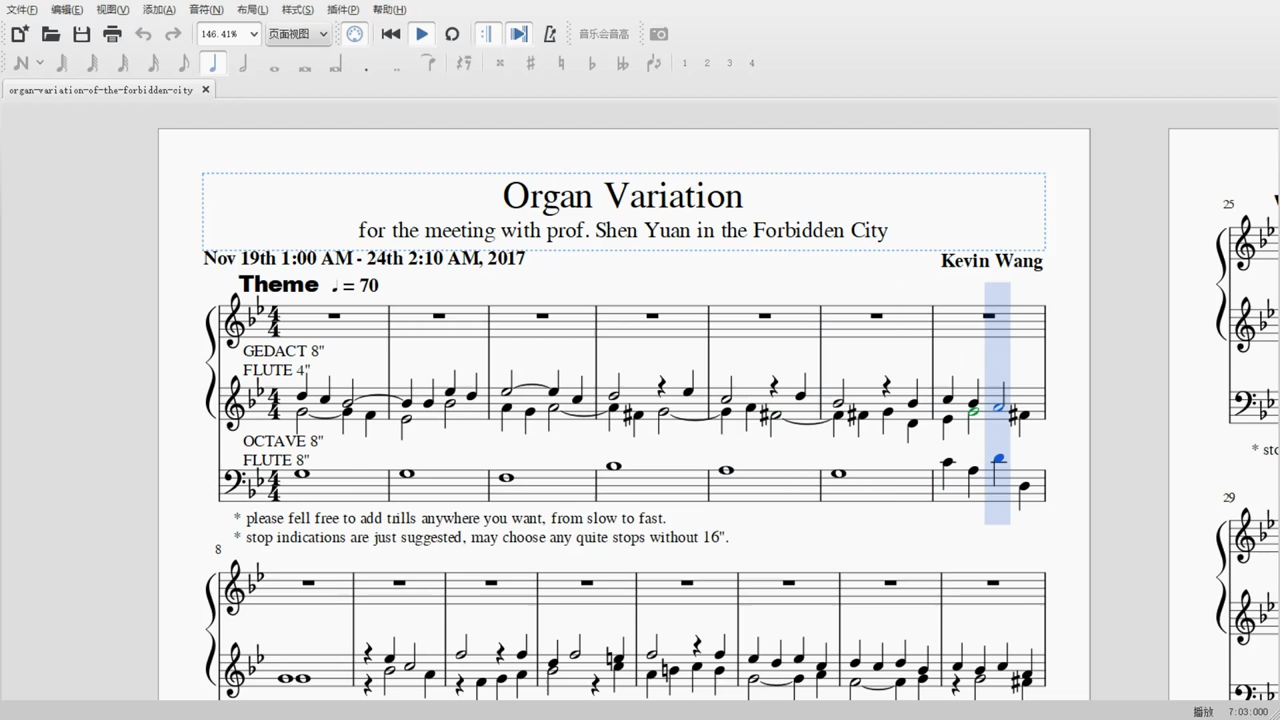 文件(F) 编辑(E) 视图(V) 添加(A) 音符(N) 布局(L) 样式(S) 插件(P) 帮助(H)
146.41% 页面视图 音乐会音高
1 2 3 4
organ-variation-of-the-forbidden-city
Organ Variation
for the meeting with prof. Shen Yuan in the Forbidden City
Nov 19th 1:00 AM - 24th 2:10 AM, 2017
Kevin Wang
Theme = 70
GEDACT 8"
FLUTE 4"
OCTAVE 8"
FLUTE 8"
* please fell free to add trills anywhere you want, from slow to fast.
* stop indications are just suggested, may choose any quite stops without 16".
8
25
* sto
29
播放 7:03:000